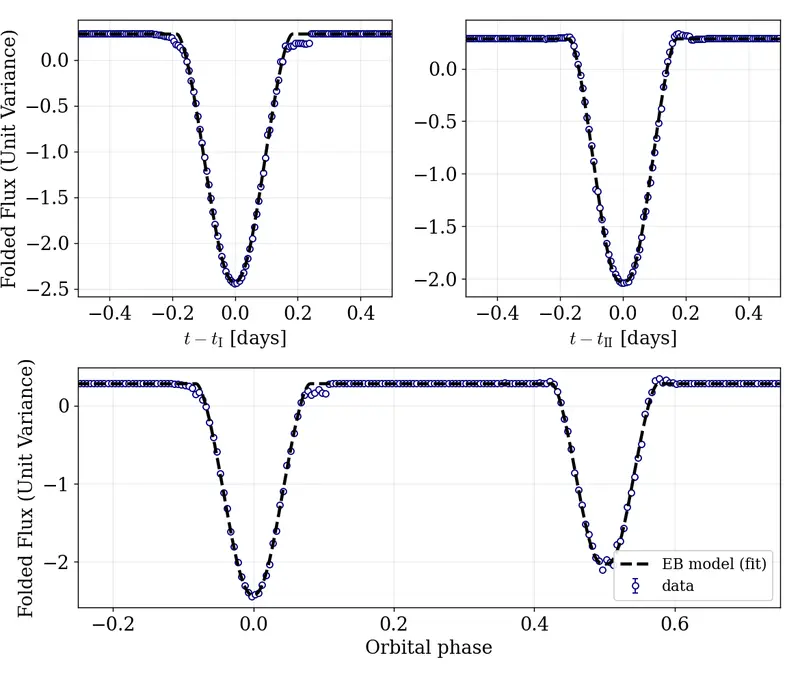 Folded Flux (Unit Variance)
0.0
−0.5
−1.0
−1.5
−2.0
−2.5
−0.4 −0.2 0.0 0.2 0.4
t − tI [days]
0.0
−0.5
−1.0
−1.5
−2.0
−0.4 −0.2 0.0 0.2 0.4
t − tII [days]
Folded Flux (Unit Variance)
0
−1
−2
EB model (fit)
data
−0.2 0.0 0.2 0.4 0.6
Orbital phase